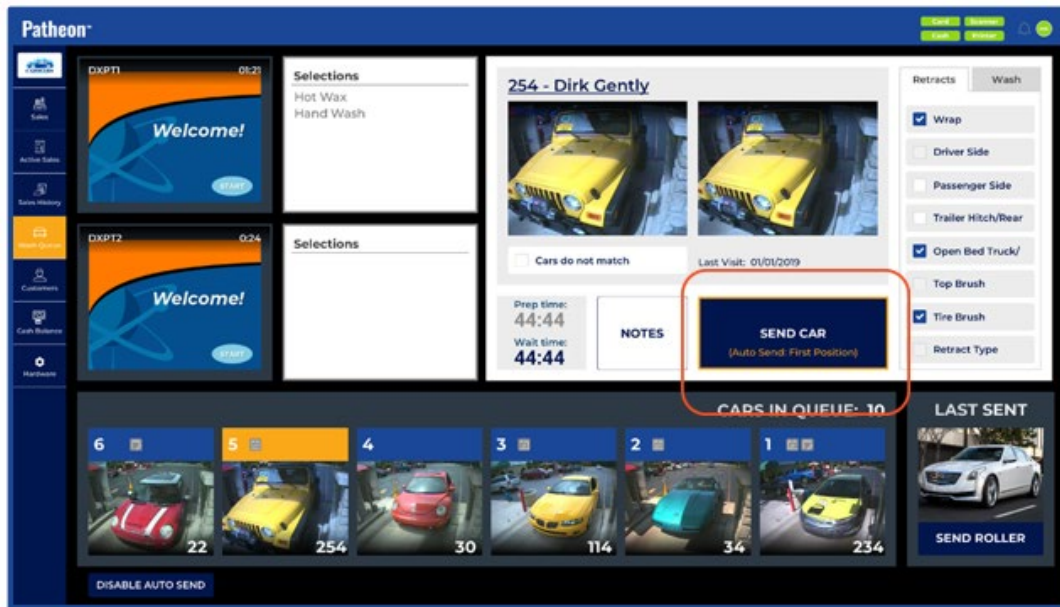 Patheon™
Card
Scanner
Cash
Printer
Sales
Active Sales
Sales History
Wash Queue
Customers
Cash Balance
Hardware
DXPT1
01:21
Welcome!
START
Selections
Hot Wax
Hand Wash
DXPT2
0:24
Welcome!
START
Selections
254 - Dirk Gently
Cars do not match
Last Visit: 01/01/2019
Prep time:
44:44
Wait time:
44:44
NOTES
SEND CAR
(Auto Send: First Position)
Retracts
Wash
Wrap
Driver Side
Passenger Side
Trailer Hitch/Rear
Open Bed Truck/
Top Brush
Tire Brush
Retract Type
CARS IN QUEUE: 10
6
22
5
254
4
30
3
114
2
34
1
234
LAST SENT
SEND ROLLER
DISABLE AUTO SEND